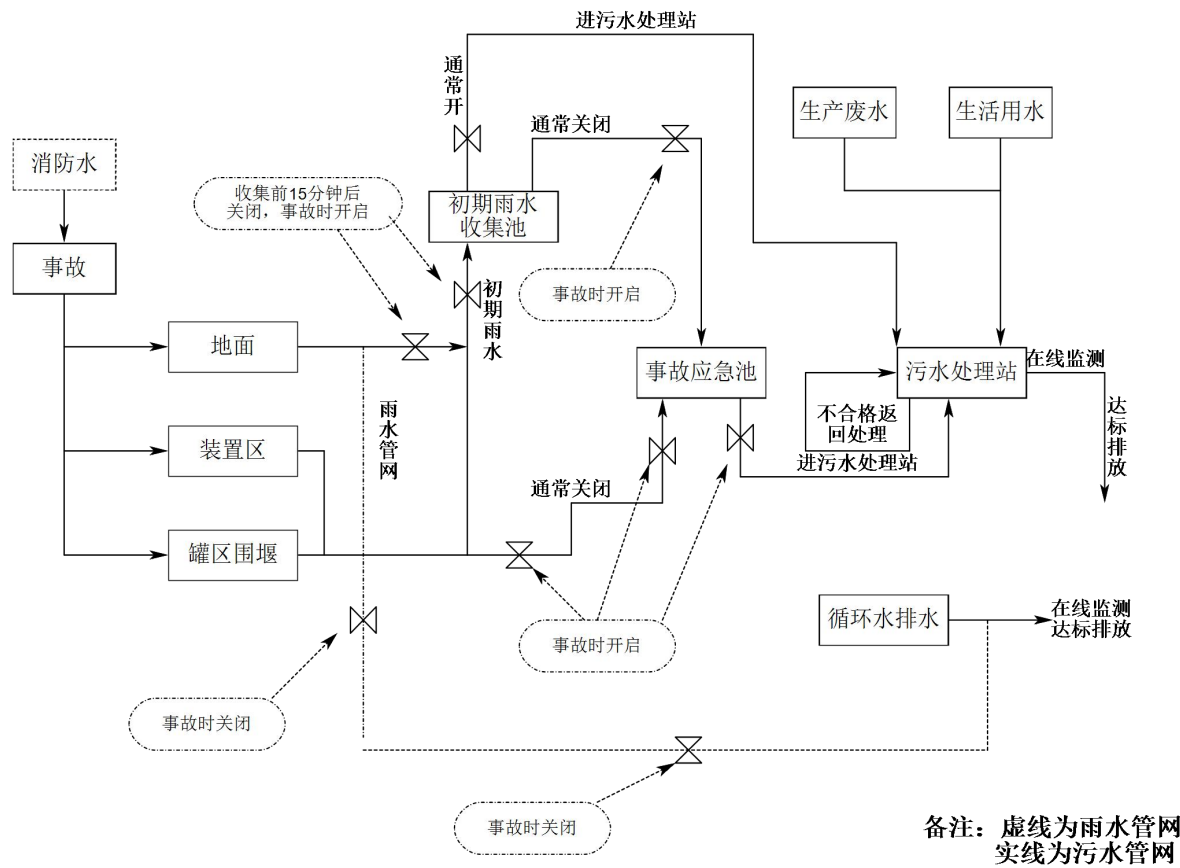 进污水处理站
通常开
通常关闭
生产废水
生活用水
消防水
收集前15分钟后
关闭，事故时开启
初期雨水
收集池
事故
事故时开启
初期雨水
地面
事故应急池
污水处理站
在线监测
不合格返
回处理
达标排放
雨水管网
装置区
进污水处理站
通常关闭
罐区围堰
循环水排水
在线监测
达标排放
事故时开启
事故时关闭
事故时关闭
备注：虚线为雨水管网
实线为污水管网